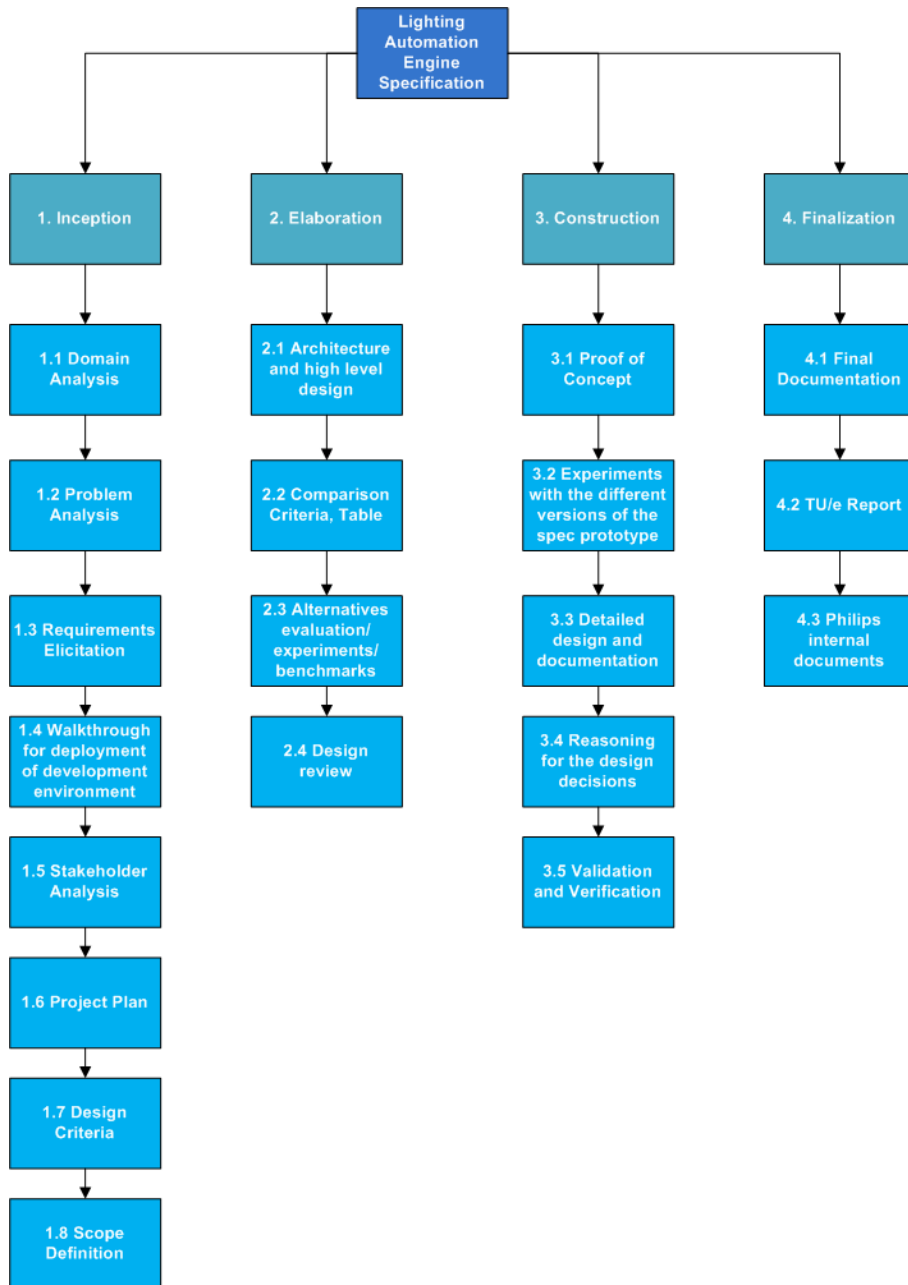 Lighting
Automation
Engine
Specification
1. Inception
2. Elaboration
3. Construction
4. Finalization
1.1 Domain
Analysis
2.1 Architecture
and high level
design
3.1 Proof of
Concept
4.1 Final
Documentation
1.2 Problem
Analysis
2.2 Comparison
Criteria, Table
3.2 Experiments
with the different
versions of the
spec prototype
4.2 TU/e Report
1.3 Requirements
Elicitation
2.3 Alternatives
evaluation/
experiments/
benchmarks
3.3 Detailed
design and
documentation
4.3 Philips
internal
documents
1.4 Walkthrough
for deployment
of development
environment
2.4 Design
review
3.4 Reasoning
for the design
decisions
1.5 Stakeholder
Analysis
3.5 Validation
and Verification
1.6 Project Plan
1.7 Design
Criteria
1.8 Scope
Definition